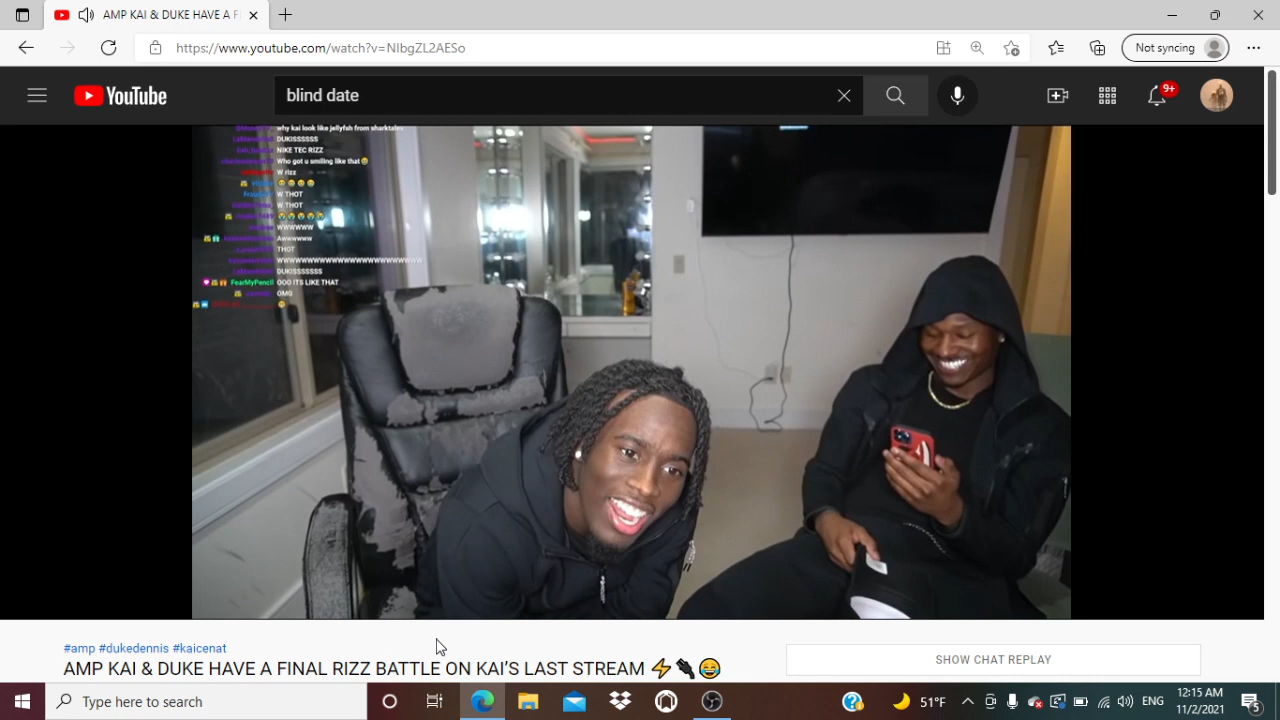 AMP KAI & DUKE HAVE A F
https://www.youtube.com/watch?v=NIbgZL2AESo
Not syncing
YouTube
blind date
9+
why kai look like jellyfish from sharktale
DUKISSSSSS
NIKE TEC RIZZ
Who got u smiling like that
W rizz
W THOT
W THOT
WWWWWW
Awwwwww
THOT
DUKISSSSSSS
FearMyPencil OOO ITS LIKE THAT
OMG
#amp #dukedennis #kaicenat
AMP KAI & DUKE HAVE A FINAL RIZZ BATTLE ON KAI'S LAST STREAM ⚡🔌😂
SHOW CHAT REPLAY
Type here to search
51°F
ENG
12:15 AM
11/2/2021
5